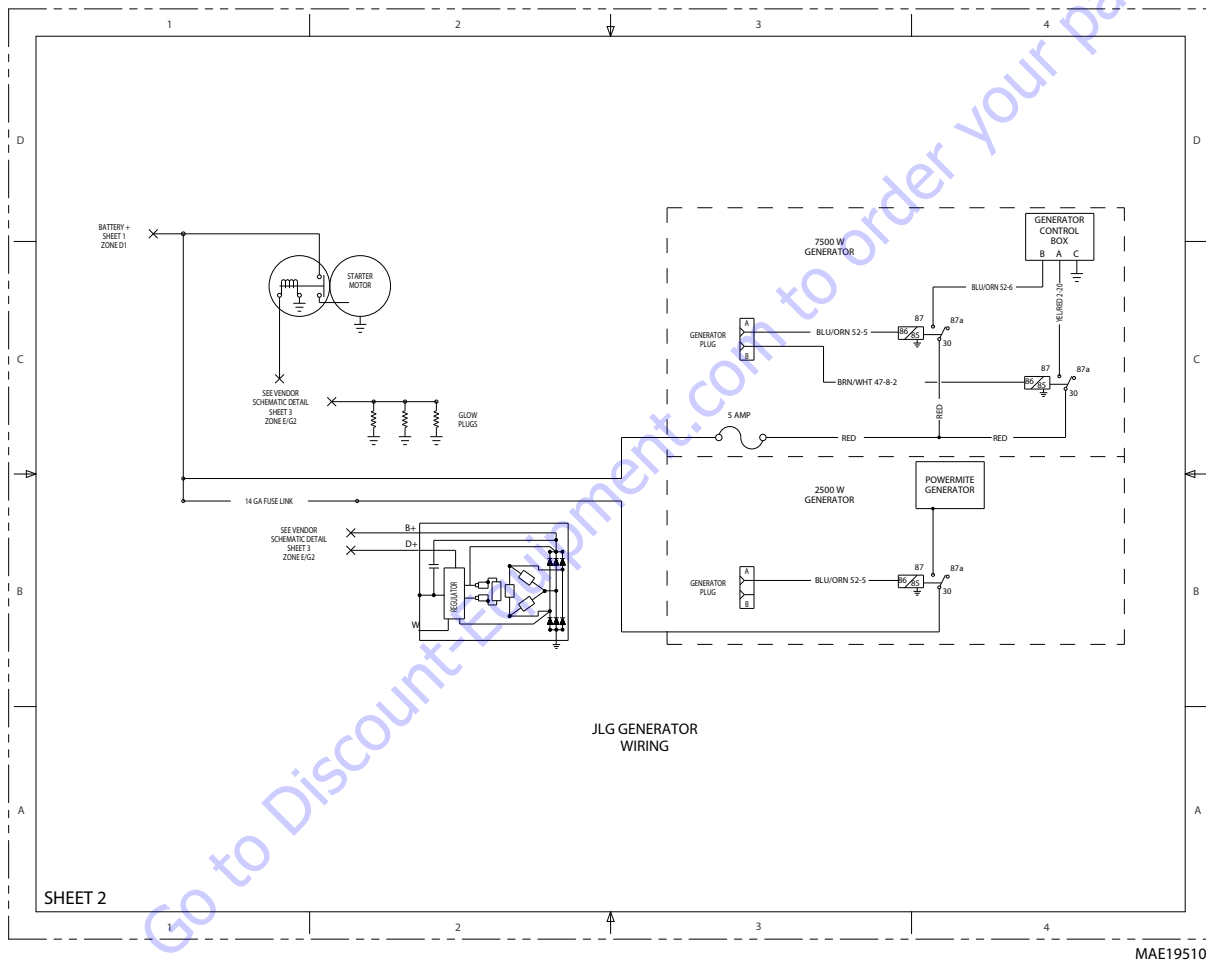 1
2
3
4
D
D
BATTERY +
SHEET 1
ZONE D1
STARTER
MOTOR
7500 W
GENERATOR
GENERATOR
CONTROL
BOX
B A C
BLU/ORN 52-6
YEL/RED 2-20
GENERATOR
PLUG
A
B
BLU/ORN 52-5
86
85
87
87a
30
BRN/WHT 47-8-2
86
85
87
87a
30
C
C
SEE VENDOR
SCHEMATIC DETAIL
SHEET 3
ZONE E/G2
GLOW
PLUGS
5 AMP
RED
RED
RED
14 GA FUSE LINK
2500 W
GENERATOR
POWERMITE
GENERATOR
SEE VENDOR
SCHEMATIC DETAIL
SHEET 3
ZONE E/G2
B+
D+
REGULATOR
W
GENERATOR
PLUG
A
B
BLU/ORN 52-5
86
85
87
87a
30
B
B
JLG GENERATOR
WIRING
A
A
SHEET 2
1
2
3
4
MAE19510
Go to Discount-Equipment.com to order your pa